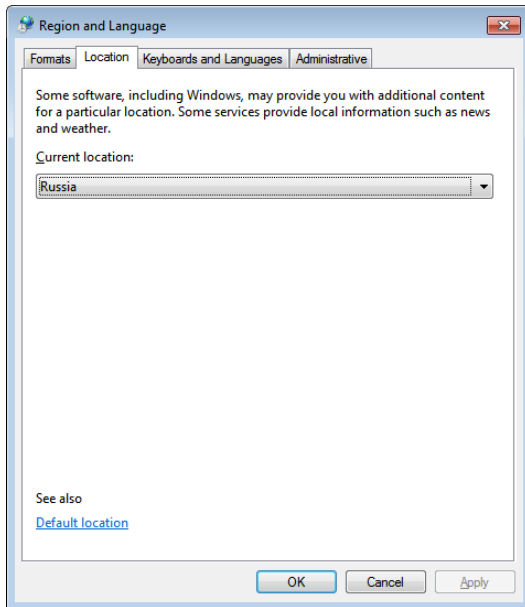 Region and Language
Formats Location Keyboards and Languages Administrative
Some software, including Windows, may provide you with additional content
for a particular location. Some services provide local information such as news
and weather.
Current location:
Russia
See also
Default location
OK Cancel Apply